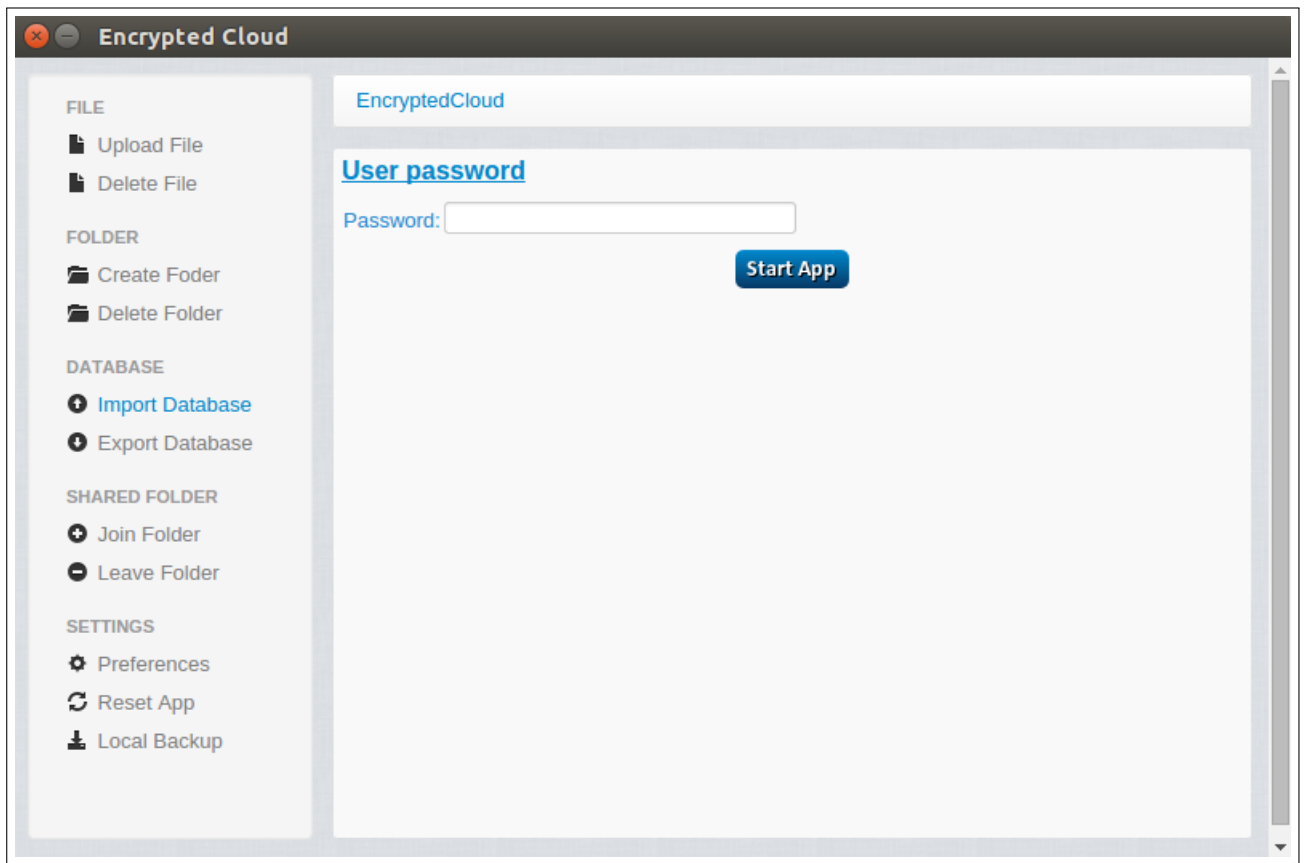 Encrypted Cloud
FILE
Upload File
Delete File
FOLDER
Create Foder
Delete Folder
DATABASE
Import Database
Export Database
SHARED FOLDER
Join Folder
Leave Folder
SETTINGS
Preferences
Reset App
Local Backup
EncryptedCloud
User password
Password:
Start App